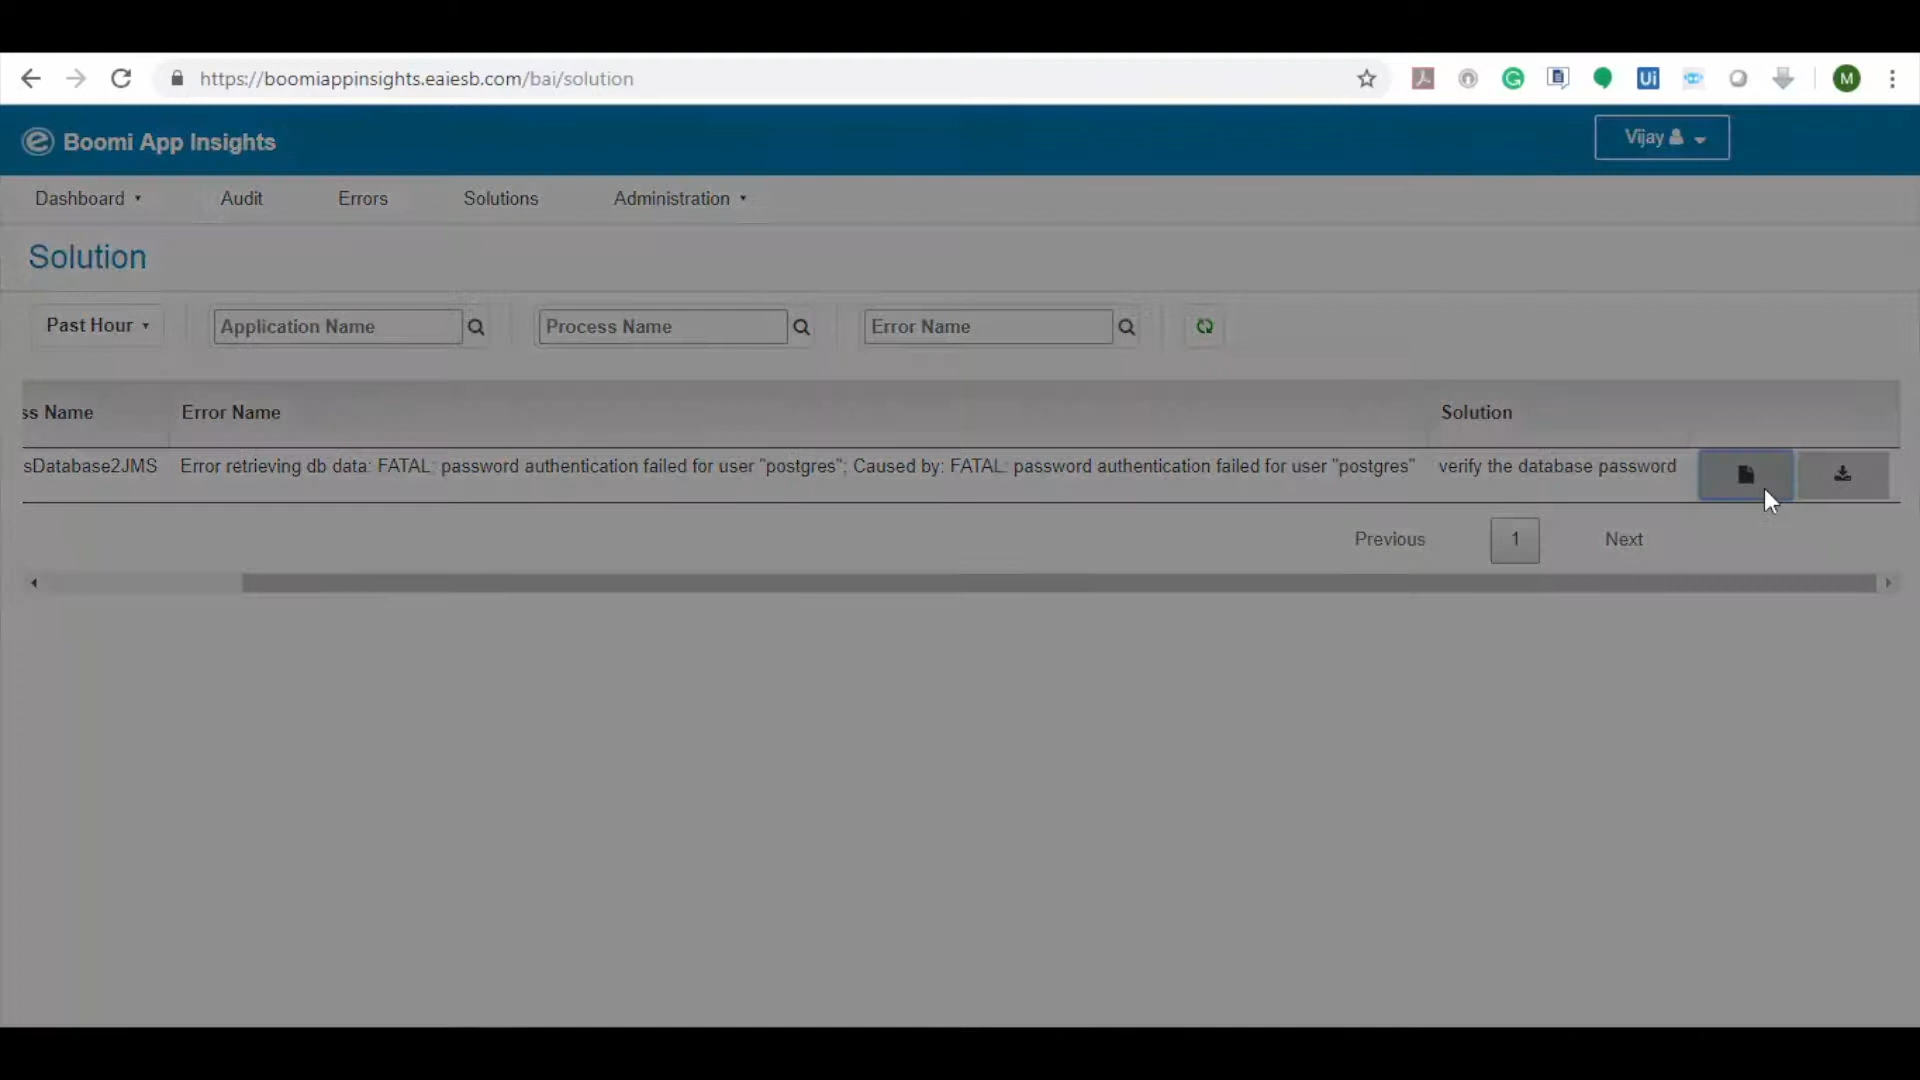 https://boomiappinsights.eaiesb.com/bai/solution
Ui
M
Boomi App Insights
Vijay
Dashboard
Audit
Errors
Solutions
Administration
Solution
Past Hour
Application Name
Process Name
Error Name
ss Name
Error Name
Solution
sDatabase2JMS
Error retrieving db data: FATAL: password authentication failed for user "postgres"; Caused by: FATAL: password authentication failed for user "postgres"
verify the database password
Previous
1
Next